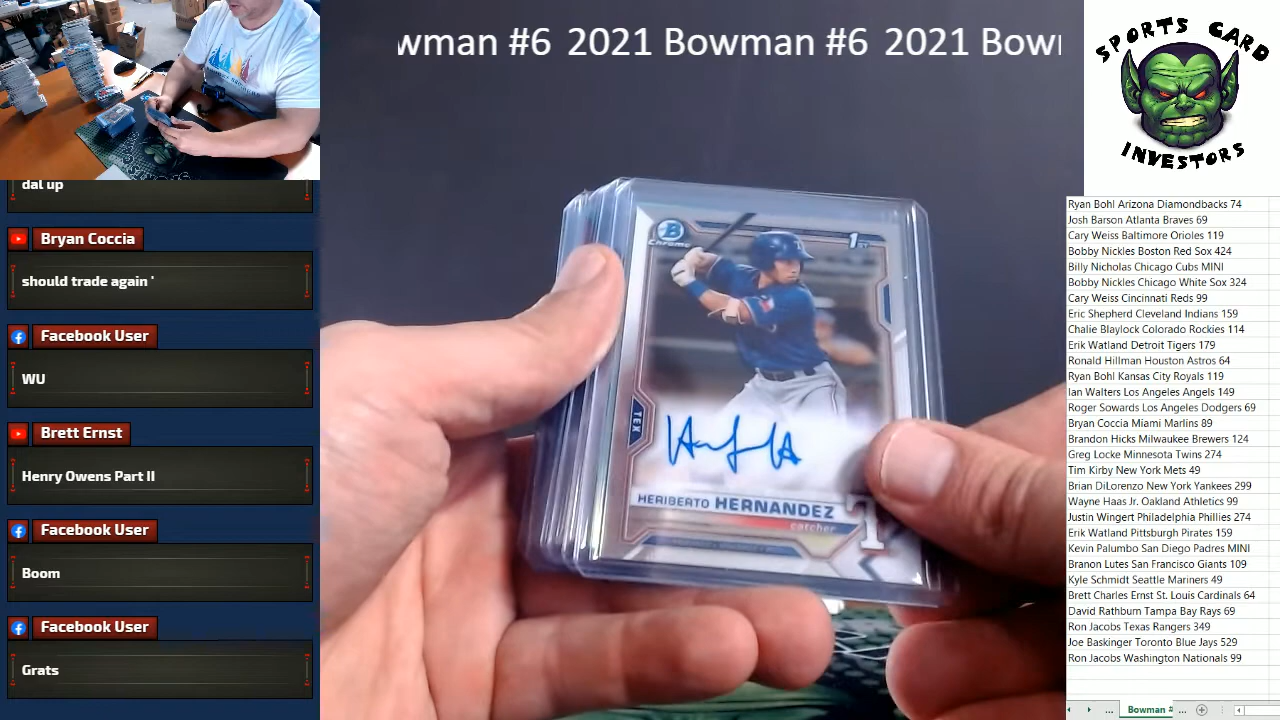 wman #6 2021 Bowman #6 2021 Bow
SPORTS CARD
INVESTORS
dal up
Bryan Coccia
should trade again '
Facebook User
WU
Brett Ernst
Henry Owens Part II
Facebook User
Boom
Facebook User
Grats
B
Chrome
1ST
TEX
HERIBERTO HERNANDEZ
catcher
T
Ryan Bohl Arizona Diamondbacks 74
Josh Barson Atlanta Braves 69
Cary Weiss Baltimore Orioles 119
Bobby Nickles Boston Red Sox 424
Billy Nicholas Chicago Cubs MINI
Bobby Nickles Chicago White Sox 324
Cary Weiss Cincinnati Reds 99
Eric Shepherd Cleveland Indians 159
Chalie Blaylock Colorado Rockies 114
Erik Watland Detroit Tigers 179
Ronald Hillman Houston Astros 64
Ryan Bohl Kansas City Royals 119
Ian Walters Los Angeles Angels 149
Roger Sowards Los Angeles Dodgers 69
Bryan Coccia Miami Marlins 89
Brandon Hicks Milwaukee Brewers 124
Greg Locke Minnesota Twins 274
Tim Kirby New York Mets 49
Brian DiLorenzo New York Yankees 299
Wayne Haas Jr. Oakland Athletics 99
Justin Wingert Philadelphia Phillies 274
Erik Watland Pittsburgh Pirates 159
Kevin Palumbo San Diego Padres MINI
Branon Lutes San Francisco Giants 109
Kyle Schmidt Seattle Mariners 49
Brett Charles Ernst St. Louis Cardinals 64
David Rathburn Tampa Bay Rays 69
Ron Jacobs Texas Rangers 349
Joe Baskinger Toronto Blue Jays 529
Ron Jacobs Washington Nationals 99
... Bowman # ...